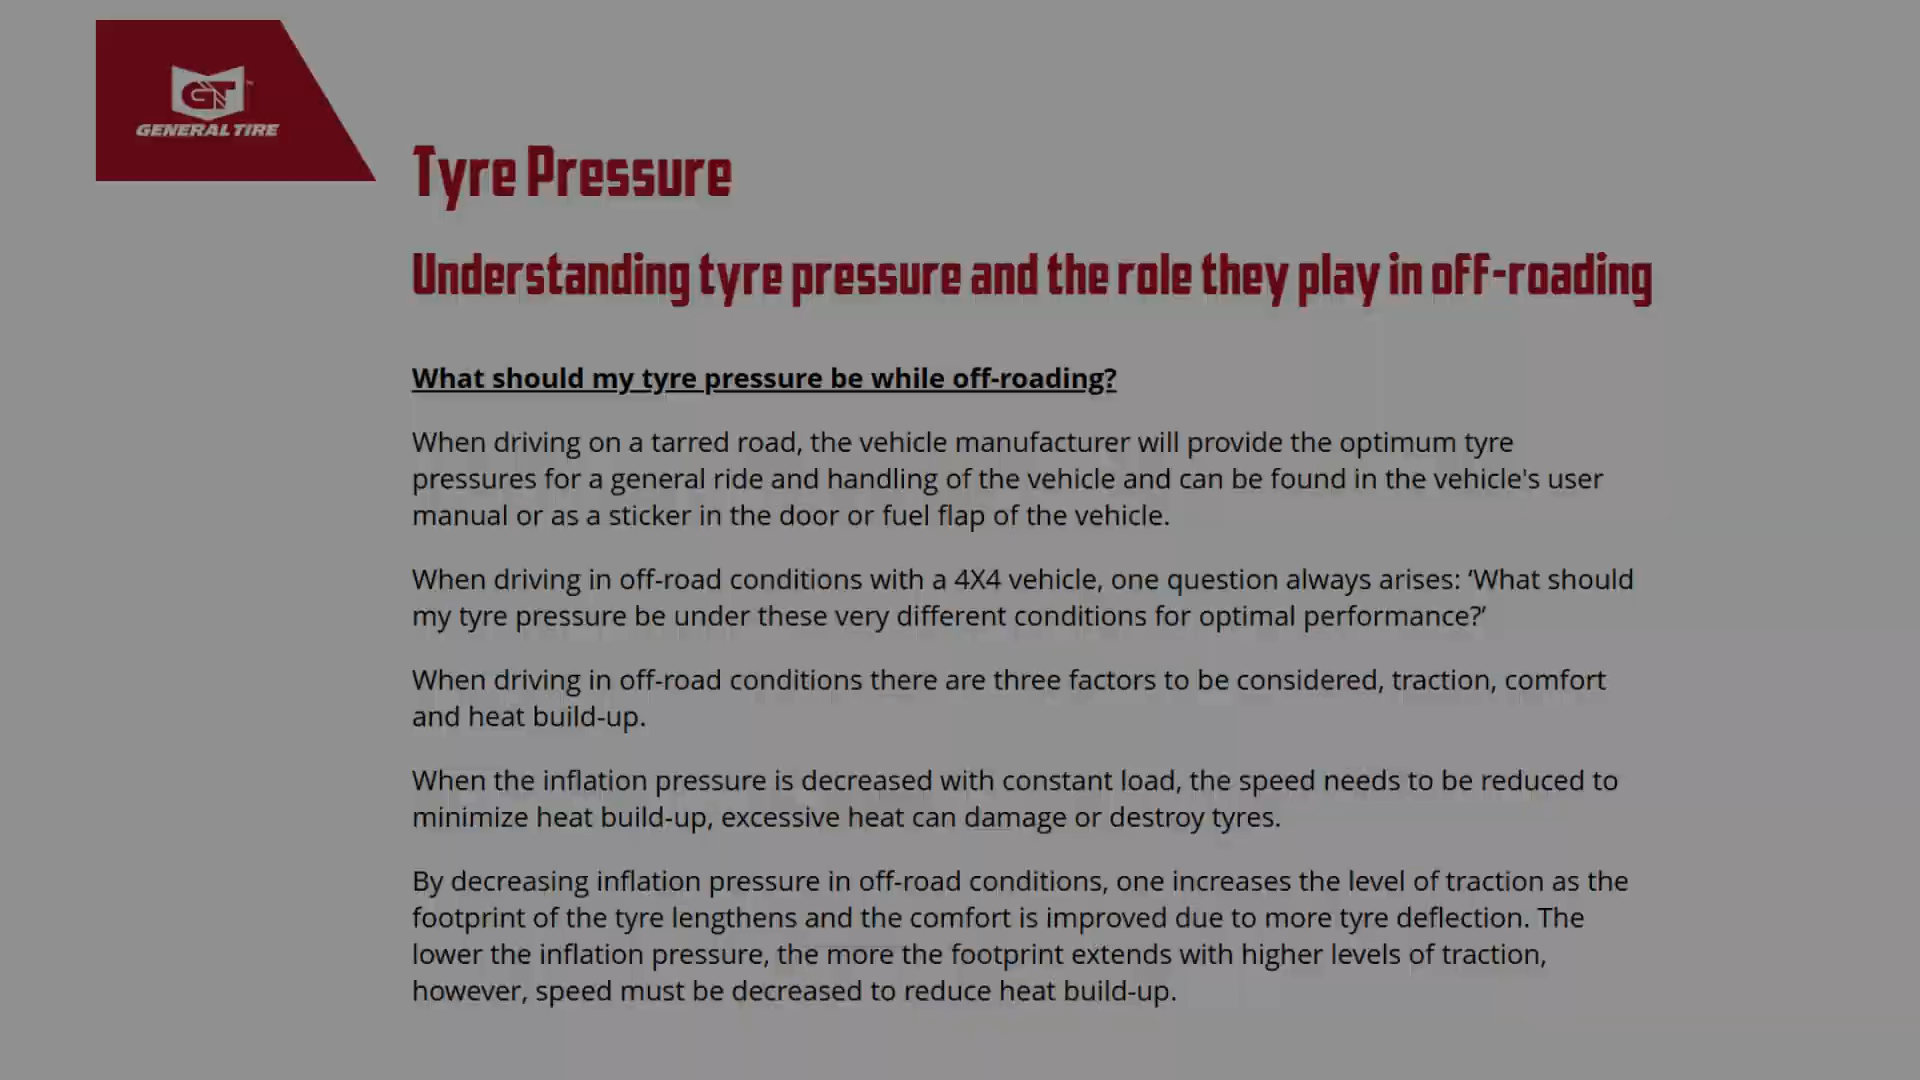 GT
GENERAL TIRE
Tyre Pressure
Understanding tyre pressure and the role they play in off-roading
What should my tyre pressure be while off-roading?
When driving on a tarred road, the vehicle manufacturer will provide the optimum tyre
pressures for a general ride and handling of the vehicle and can be found in the vehicle's user
manual or as a sticker in the door or fuel flap of the vehicle.
When driving in off-road conditions with a 4X4 vehicle, one question always arises: ‘What should
my tyre pressure be under these very different conditions for optimal performance?’
When driving in off-road conditions there are three factors to be considered, traction, comfort
and heat build-up.
When the inflation pressure is decreased with constant load, the speed needs to be reduced to
minimize heat build-up, excessive heat can damage or destroy tyres.
By decreasing inflation pressure in off-road conditions, one increases the level of traction as the
footprint of the tyre lengthens and the comfort is improved due to more tyre deflection. The
lower the inflation pressure, the more the footprint extends with higher levels of traction,
however, speed must be decreased to reduce heat build-up.